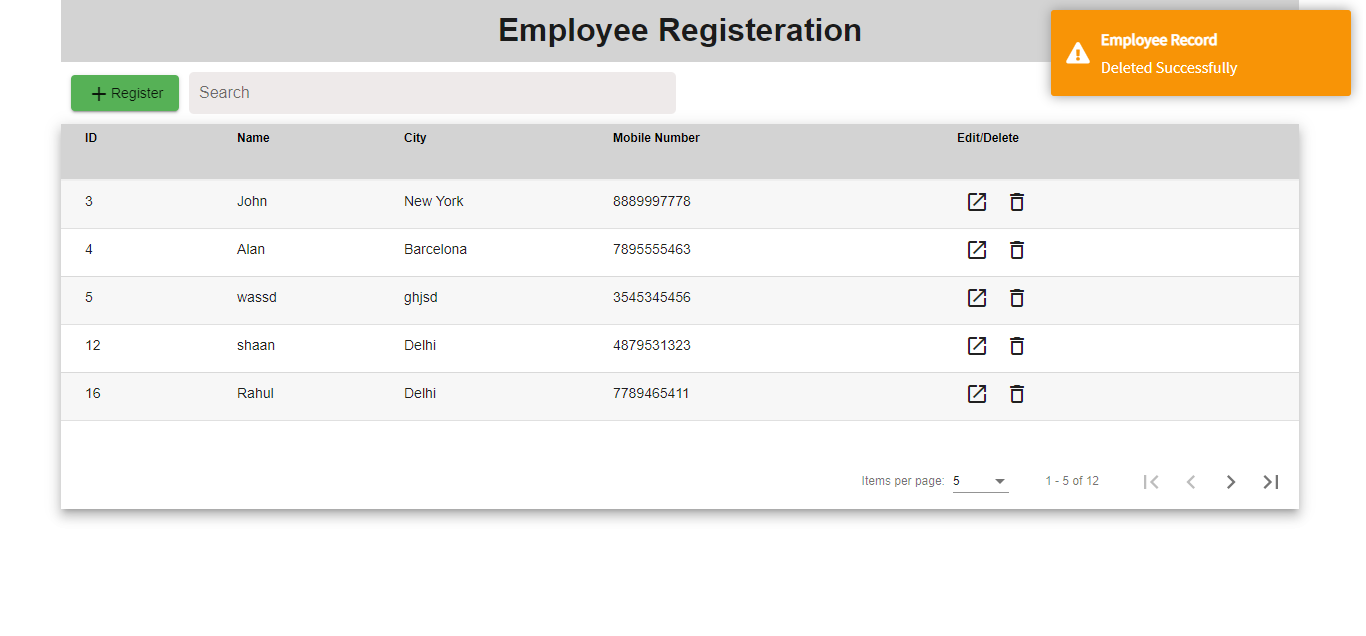 Employee Registeration
Employee Record
Deleted Successfully
Register
Search
ID Name City Mobile Number Edit/Delete
3 John New York 8889997778
4 Alan Barcelona 7895555463
5 wassd ghjsd 3545345456
12 shaan Delhi 4879531323
16 Rahul Delhi 7789465411
Items per page: 5 1 - 5 of 12